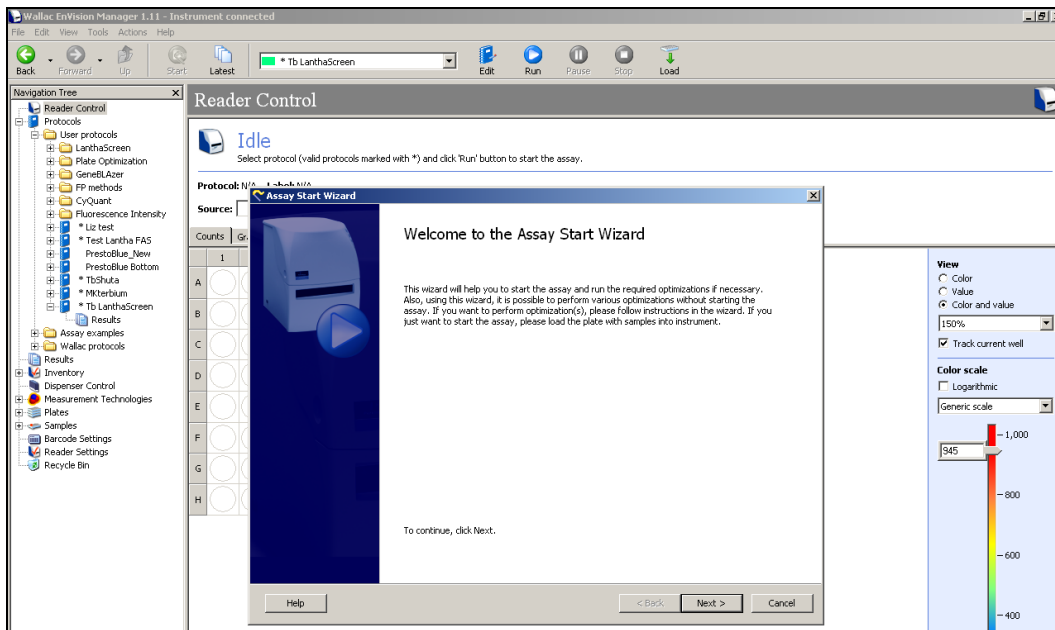 Wallac EnVision Manager 1.11 - Instrument connected
File Edit View Tools Actions Help
Back Forward Up Start Latest * Tb LanthaScreen Edit Run Pause Stop Load
Navigation Tree
Reader Control
Protocols
User protocols
LanthaScreen
Plate Optimization
GeneBLAzer
FP methods
CyQuant
Fluorescence Intensity
* Liz test
* Test Lantha FAS
PrestoBlue_New
PrestoBlue Bottom
* TbShuta
* MKterbium
* Tb LanthaScreen
Results
Assay examples
Wallac protocols
Results
Inventory
Dispenser Control
Measurement Technologies
Plates
Samples
Barcode Settings
Reader Settings
Recycle Bin
Reader Control
Idle
Select protocol (valid protocols marked with *) and click 'Run' button to start the assay.
Protocol: N/A Label: N/A
Source:
Counts
1
A
B
C
D
E
F
G
H
Assay Start Wizard
Welcome to the Assay Start Wizard
This wizard will help you to start the assay and run the required optimizations if necessary.
Also, using this wizard, it is possible to perform various optimizations without starting the
assay. If you want to perform optimization(s), please follow instructions in the wizard. If you
just want to start the assay, please load the plate with samples into instrument.
To continue, click Next.
Help < Back Next > Cancel
View
Color
Value
Color and value
150%
Track current well
Color scale
Logarithmic
Generic scale
945
1,000
800
600
400